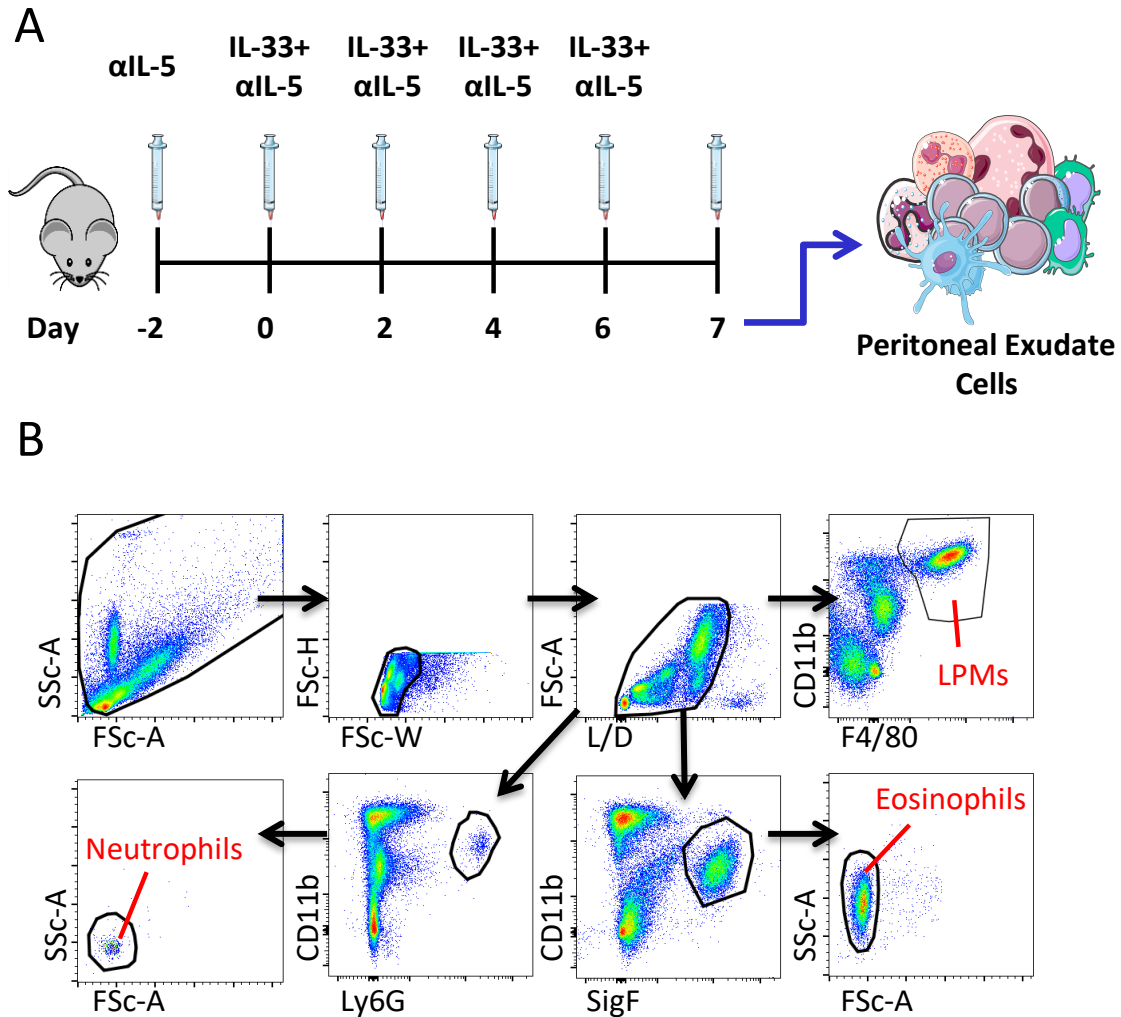 A
αIL-5
IL-33+
αIL-5
IL-33+
αIL-5
IL-33+
αIL-5
IL-33+
αIL-5
Day
-2
0
2
4
6
7
Peritoneal Exudate
Cells
B
SSc-A
FSc-A
FSc-H
FSc-W
FSc-A
L/D
CD11b
F4/80
LPMs
SSc-A
FSc-A
Neutrophils
CD11b
Ly6G
CD11b
SigF
SSc-A
FSc-A
Eosinophils